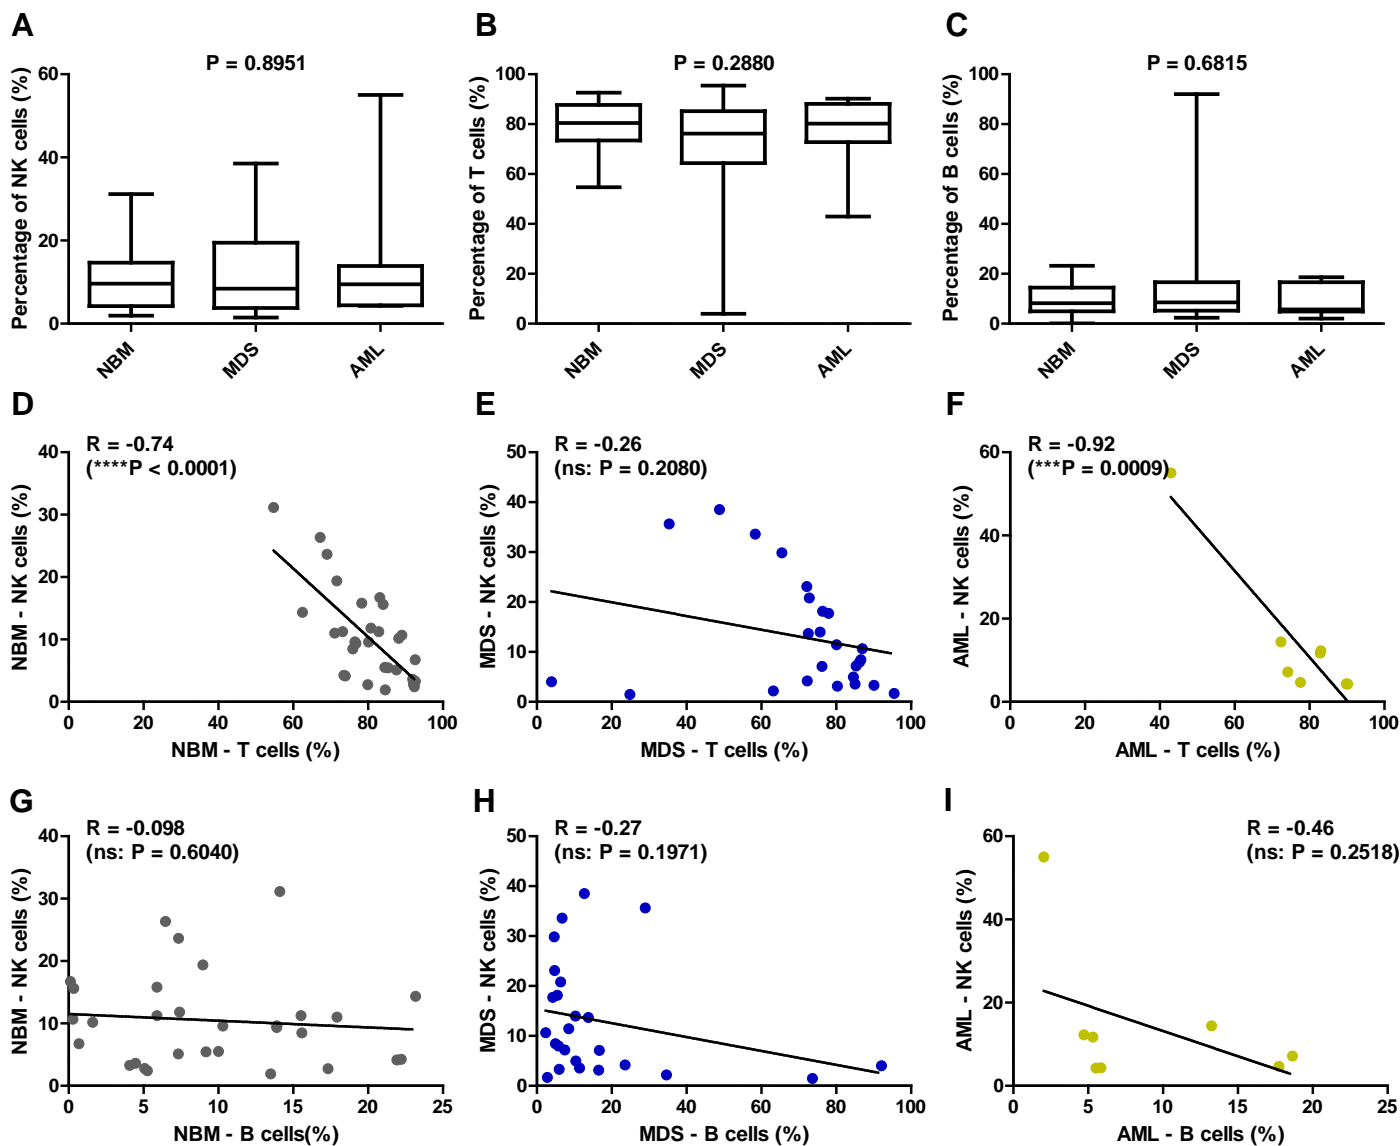 A
P = 0.8951
Percentage of NK cells (%)
60
40
20
0
NBM
MDS
AML
B
P = 0.2880
Percentage of T cells (%)
100
80
60
40
20
0
NBM
MDS
AML
C
P = 0.6815
Percentage of B cells (%)
100
80
60
40
20
0
NBM
MDS
AML
D
R = -0.74
(****P < 0.0001)
NBM - NK cells (%)
40
30
20
10
0
0
20
40
60
80
100
NBM - T cells (%)
E
R = -0.26
(ns: P = 0.2080)
MDS - NK cells (%)
50
40
30
20
10
0
0
20
40
60
80
100
MDS - T cells (%)
F
R = -0.92
(***P = 0.0009)
AML - NK cells (%)
60
40
20
0
0
20
40
60
80
100
AML - T cells (%)
G
R = -0.098
(ns: P = 0.6040)
NBM - NK cells (%)
40
30
20
10
0
0
5
10
15
20
25
NBM - B cells(%)
H
R = -0.27
(ns: P = 0.1971)
MDS - NK cells (%)
50
40
30
20
10
0
0
20
40
60
80
100
MDS - B cells (%)
I
R = -0.46
(ns: P = 0.2518)
AML - NK cells (%)
60
40
20
0
0
5
10
15
20
25
AML - B cells (%)